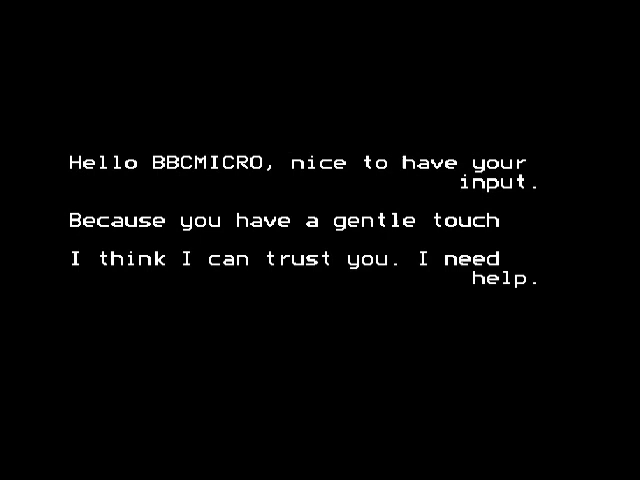 Hello BBCMICRO, nice to have your
input.
Because you have a gentle touch
I think I can trust you. I need
help.